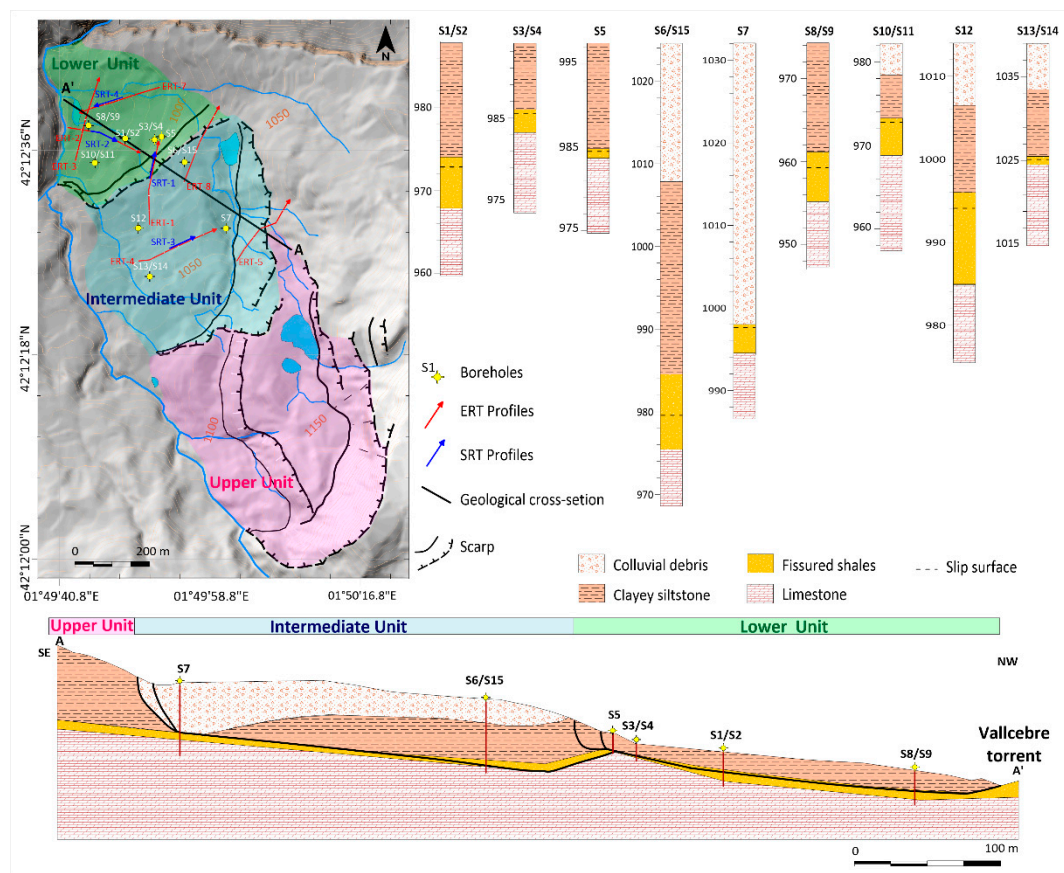 Lower Unit
N
A'
SRT-4
ERT-7
S8/S9
S3/S4
S1/S2
S5
1050
ERT-2
SRT-2
S6/S15
S10/S11
ERT-3
SRT-1
ERT-8
S12
ERT-1
S7
SRT-3
A
ERT-4
1050
ERT-5
S13/S14
Intermediate Unit
1100
1150
Upper Unit
0 200 m
42°12'36"N
42°12'18"N
42°12'00"N
01°49'40.8"E
01°49'58.8"E
01°50'16.8"E
S1
Boreholes
ERT Profiles
SRT Profiles
Geological cross-setion
Scarp
S1/S2
980
970
960
S3/S4
985
975
S5
995
985
975
S6/S15
1020
1010
1000
990
980
970
S7
1030
1020
1010
1000
990
S8/S9
970
960
950
S10/S11
980
970
960
S12
1010
1000
990
980
S13/S14
1035
1025
1015
Colluvial debris
Fissured shales
Slip surface
Clayey siltstone
Limestone
Upper Unit
Intermediate Unit
Lower Unit
A
SE
NW
S7
S6/S15
S5
S3/S4
S1/S2
S8/S9
Vallcebre
torrent
A'
0 100 m